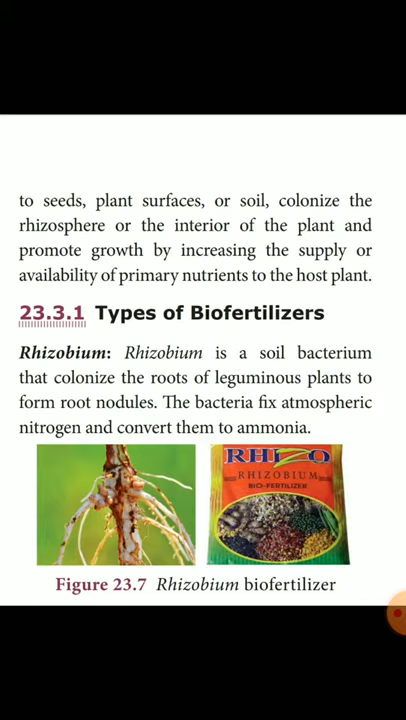 to seeds, plant surfaces, or soil, colonize the
rhizosphere or the interior of the plant and
promote growth by increasing the supply or
availability of primary nutrients to the host plant.
23.3.1 Types of Biofertilizers
Rhizobium: Rhizobium is a soil bacterium
that colonize the roots of leguminous plants to
form root nodules. The bacteria fix atmospheric
nitrogen and convert them to ammonia.
RHIZO
RHIZOBIUM
BIO-FERTILIZER
Figure 23.7 Rhizobium biofertilizer